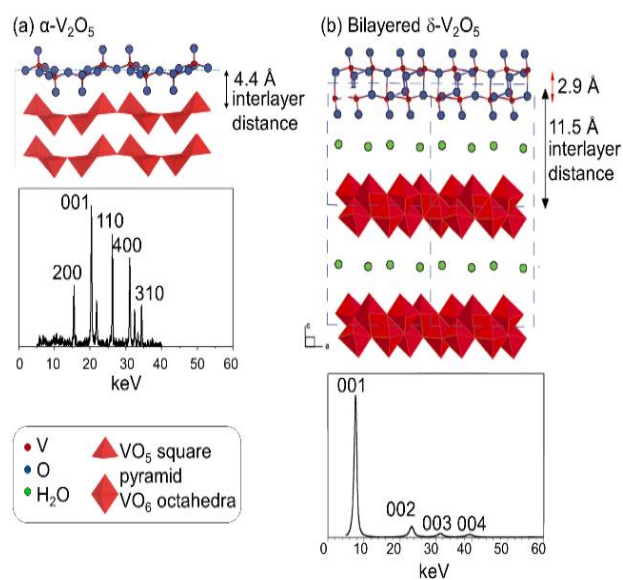 (a) α-V₂O₅
4.4 Å
interlayer
distance
001
110
400
200
310
0 10 20 30 40 50 60
keV
V
O
H₂O
VO₅ square
pyramid
VO₆ octahedra
(b) Bilayered δ-V₂O₅
2.9 Å
11.5 Å
interlayer
distance
c
a
001
002
003
004
0 10 20 30 40 50 60
keV